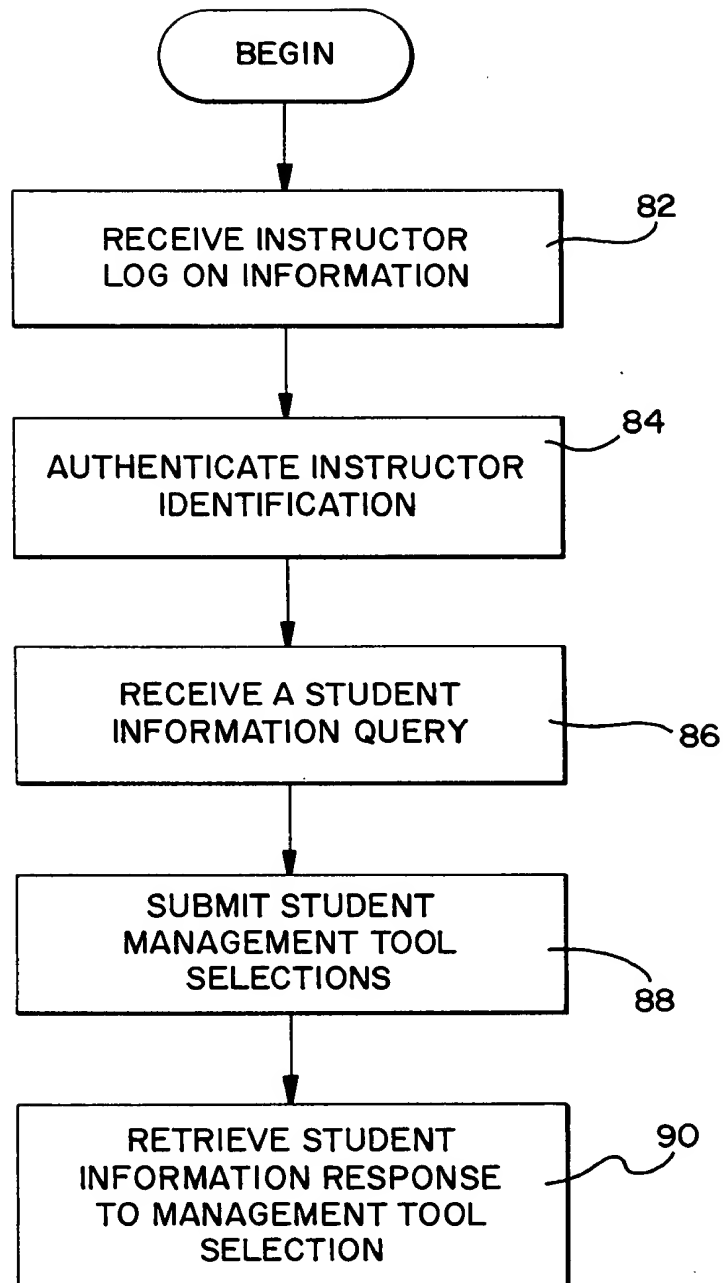 BEGIN
RECEIVE INSTRUCTOR
LOG ON INFORMATION
82
AUTHENTICATE INSTRUCTOR
IDENTIFICATION
84
RECEIVE A STUDENT
INFORMATION QUERY
86
SUBMIT STUDENT
MANAGEMENT TOOL
SELECTIONS
88
RETRIEVE STUDENT
INFORMATION RESPONSE
TO MANAGEMENT TOOL
SELECTION
90